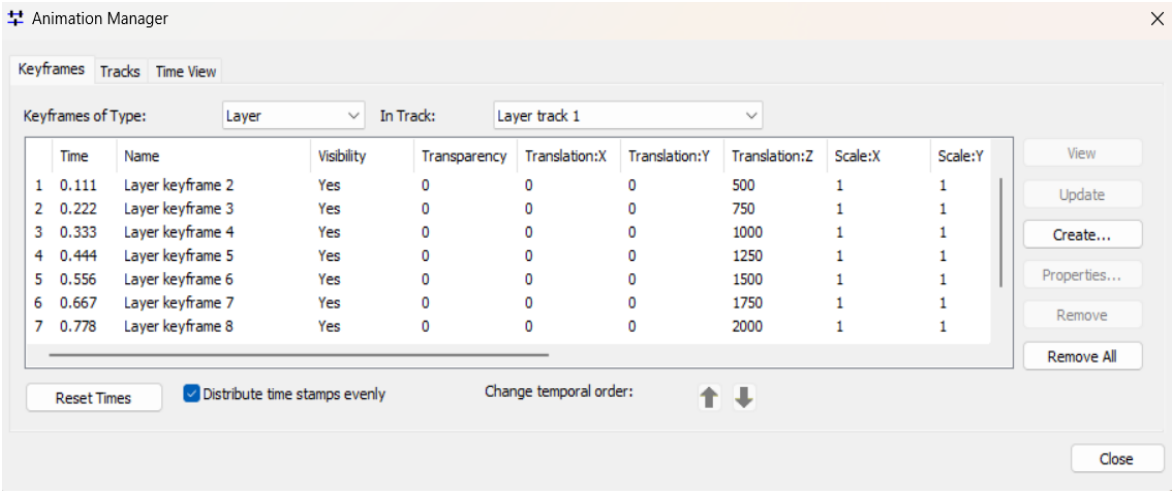 Animation Manager
Keyframes Tracks Time View
Keyframes of Type: Layer In Track: Layer track 1
Time Name Visibility Transparency Translation:X Translation:Y Translation:Z Scale:X Scale:Y
1 0.111 Layer keyframe 2 Yes 0 0 0 500 1 1
2 0.222 Layer keyframe 3 Yes 0 0 0 750 1 1
3 0.333 Layer keyframe 4 Yes 0 0 0 1000 1 1
4 0.444 Layer keyframe 5 Yes 0 0 0 1250 1 1
5 0.556 Layer keyframe 6 Yes 0 0 0 1500 1 1
6 0.667 Layer keyframe 7 Yes 0 0 0 1750 1 1
7 0.778 Layer keyframe 8 Yes 0 0 0 2000 1 1
View
Update
Create...
Properties...
Remove
Remove All
Reset Times Distribute time stamps evenly Change temporal order:
Close